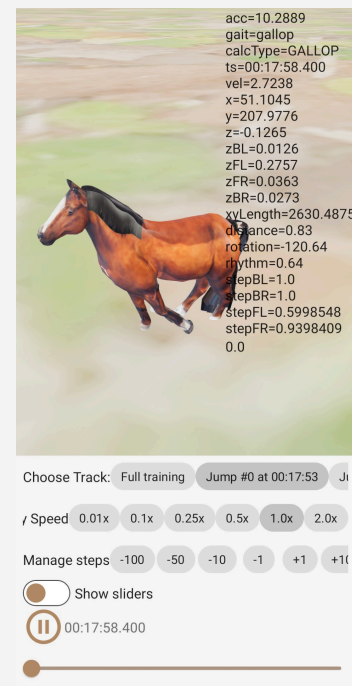 acc=10.2889
gait=gallop
calcType=GALLOP
ts=00:17:58.400
vel=2.7238
x=51.1045
y=207.9776
z=-0.1265
zBL=0.0126
zFL=0.2757
zFR=0.0363
zBR=0.0273
xyLength=2630.4875
distance=0.83
rotation=-120.64
rhythm=0.64
stepBL=1.0
stepBR=1.0
stepFL=0.5998548
stepFR=0.9398409
0.0
Choose Track: Full training Jump #0 at 00:17:53
y Speed 0.01x 0.1x 0.25x 0.5x 1.0x 2.0x
Manage steps -100 -50 -10 -1 +1 +10
Show sliders
00:17:58.400